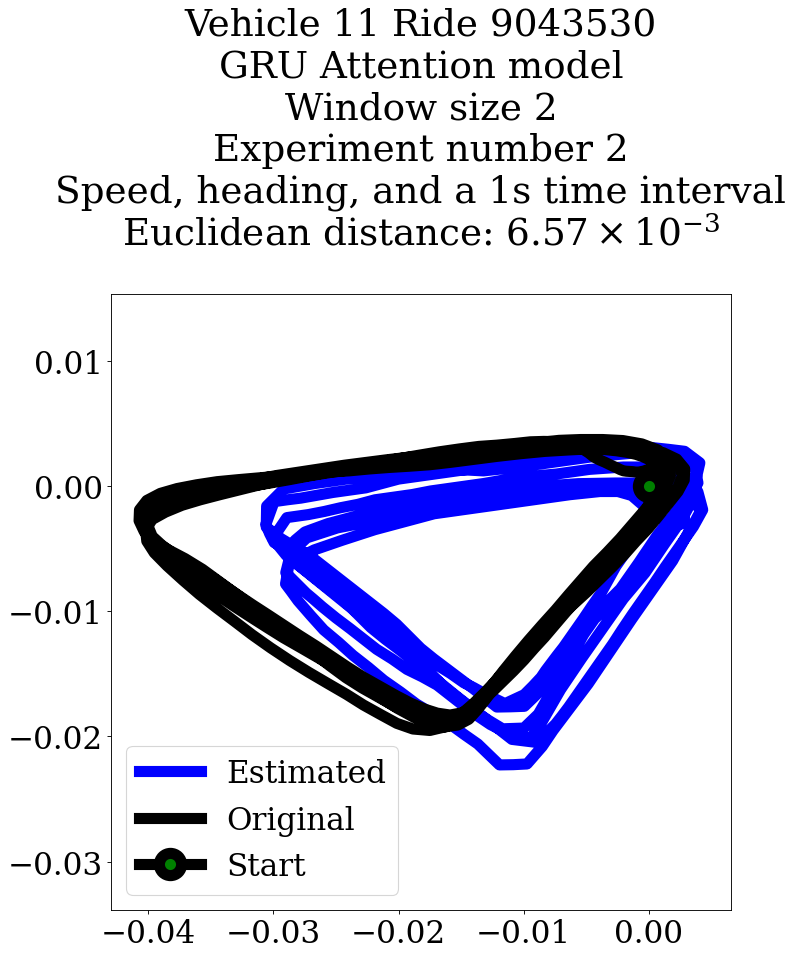 Vehicle 11 Ride 9043530
GRU Attention model
Window size 2
Experiment number 2
Speed, heading, and a 1s time interval
Euclidean distance: 6.57 × 10⁻³
0.01
0.00
−0.01
−0.02
−0.03
Estimated
Original
Start
−0.04 −0.03 −0.02 −0.01 0.00